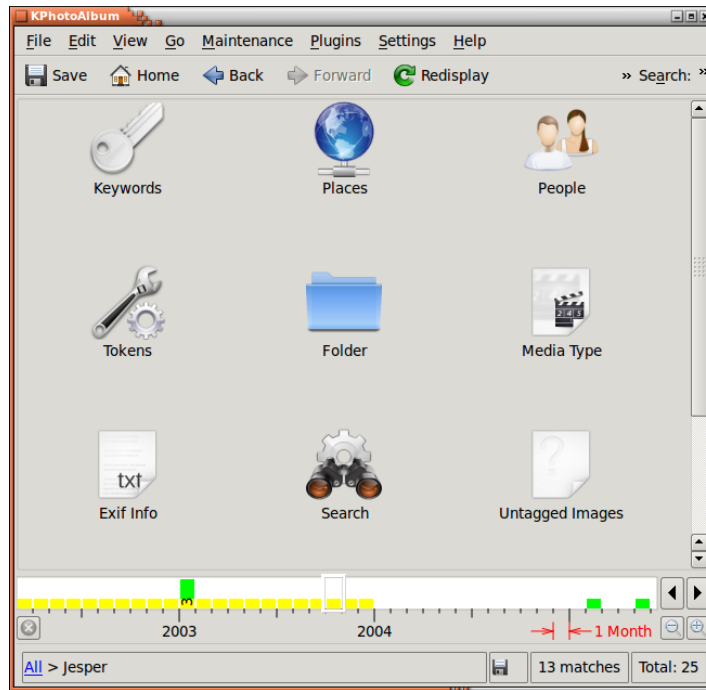 KPhotoAlbum
File Edit View Go Maintenance Plugins Settings Help
Save Home Back Forward Redisplay » Search: »
Keywords Places People
245
Tokens Folder Media Type
txt
?
Exif Info Search Untagged Images
3
2003 2004 1 Month
All > Jesper 13 matches Total: 25